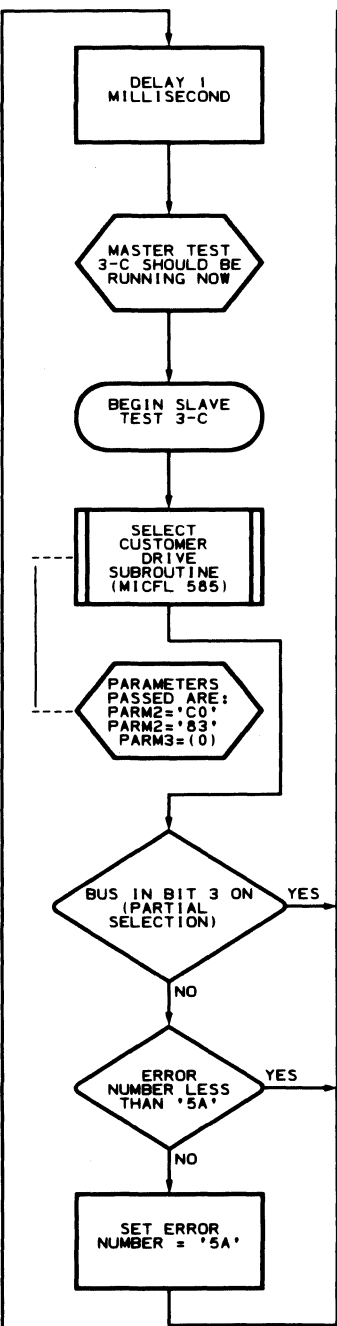 DELAY 1
MILLISECOND
MASTER TEST
3-C SHOULD BE
RUNNING NOW
BEGIN SLAVE
TEST 3-C
SELECT
CUSTOMER
DRIVE
SUBROUTINE
(MICFL 585)
PARAMETERS
PASSED ARE:
PARM2='C0'
PARM2='83'
PARM3=(0)
BUS IN BIT 3 ON
(PARTIAL
SELECTION)
YES
NO
ERROR
NUMBER LESS
THAN '5A'
YES
NO
SET ERROR
NUMBER = '5A'